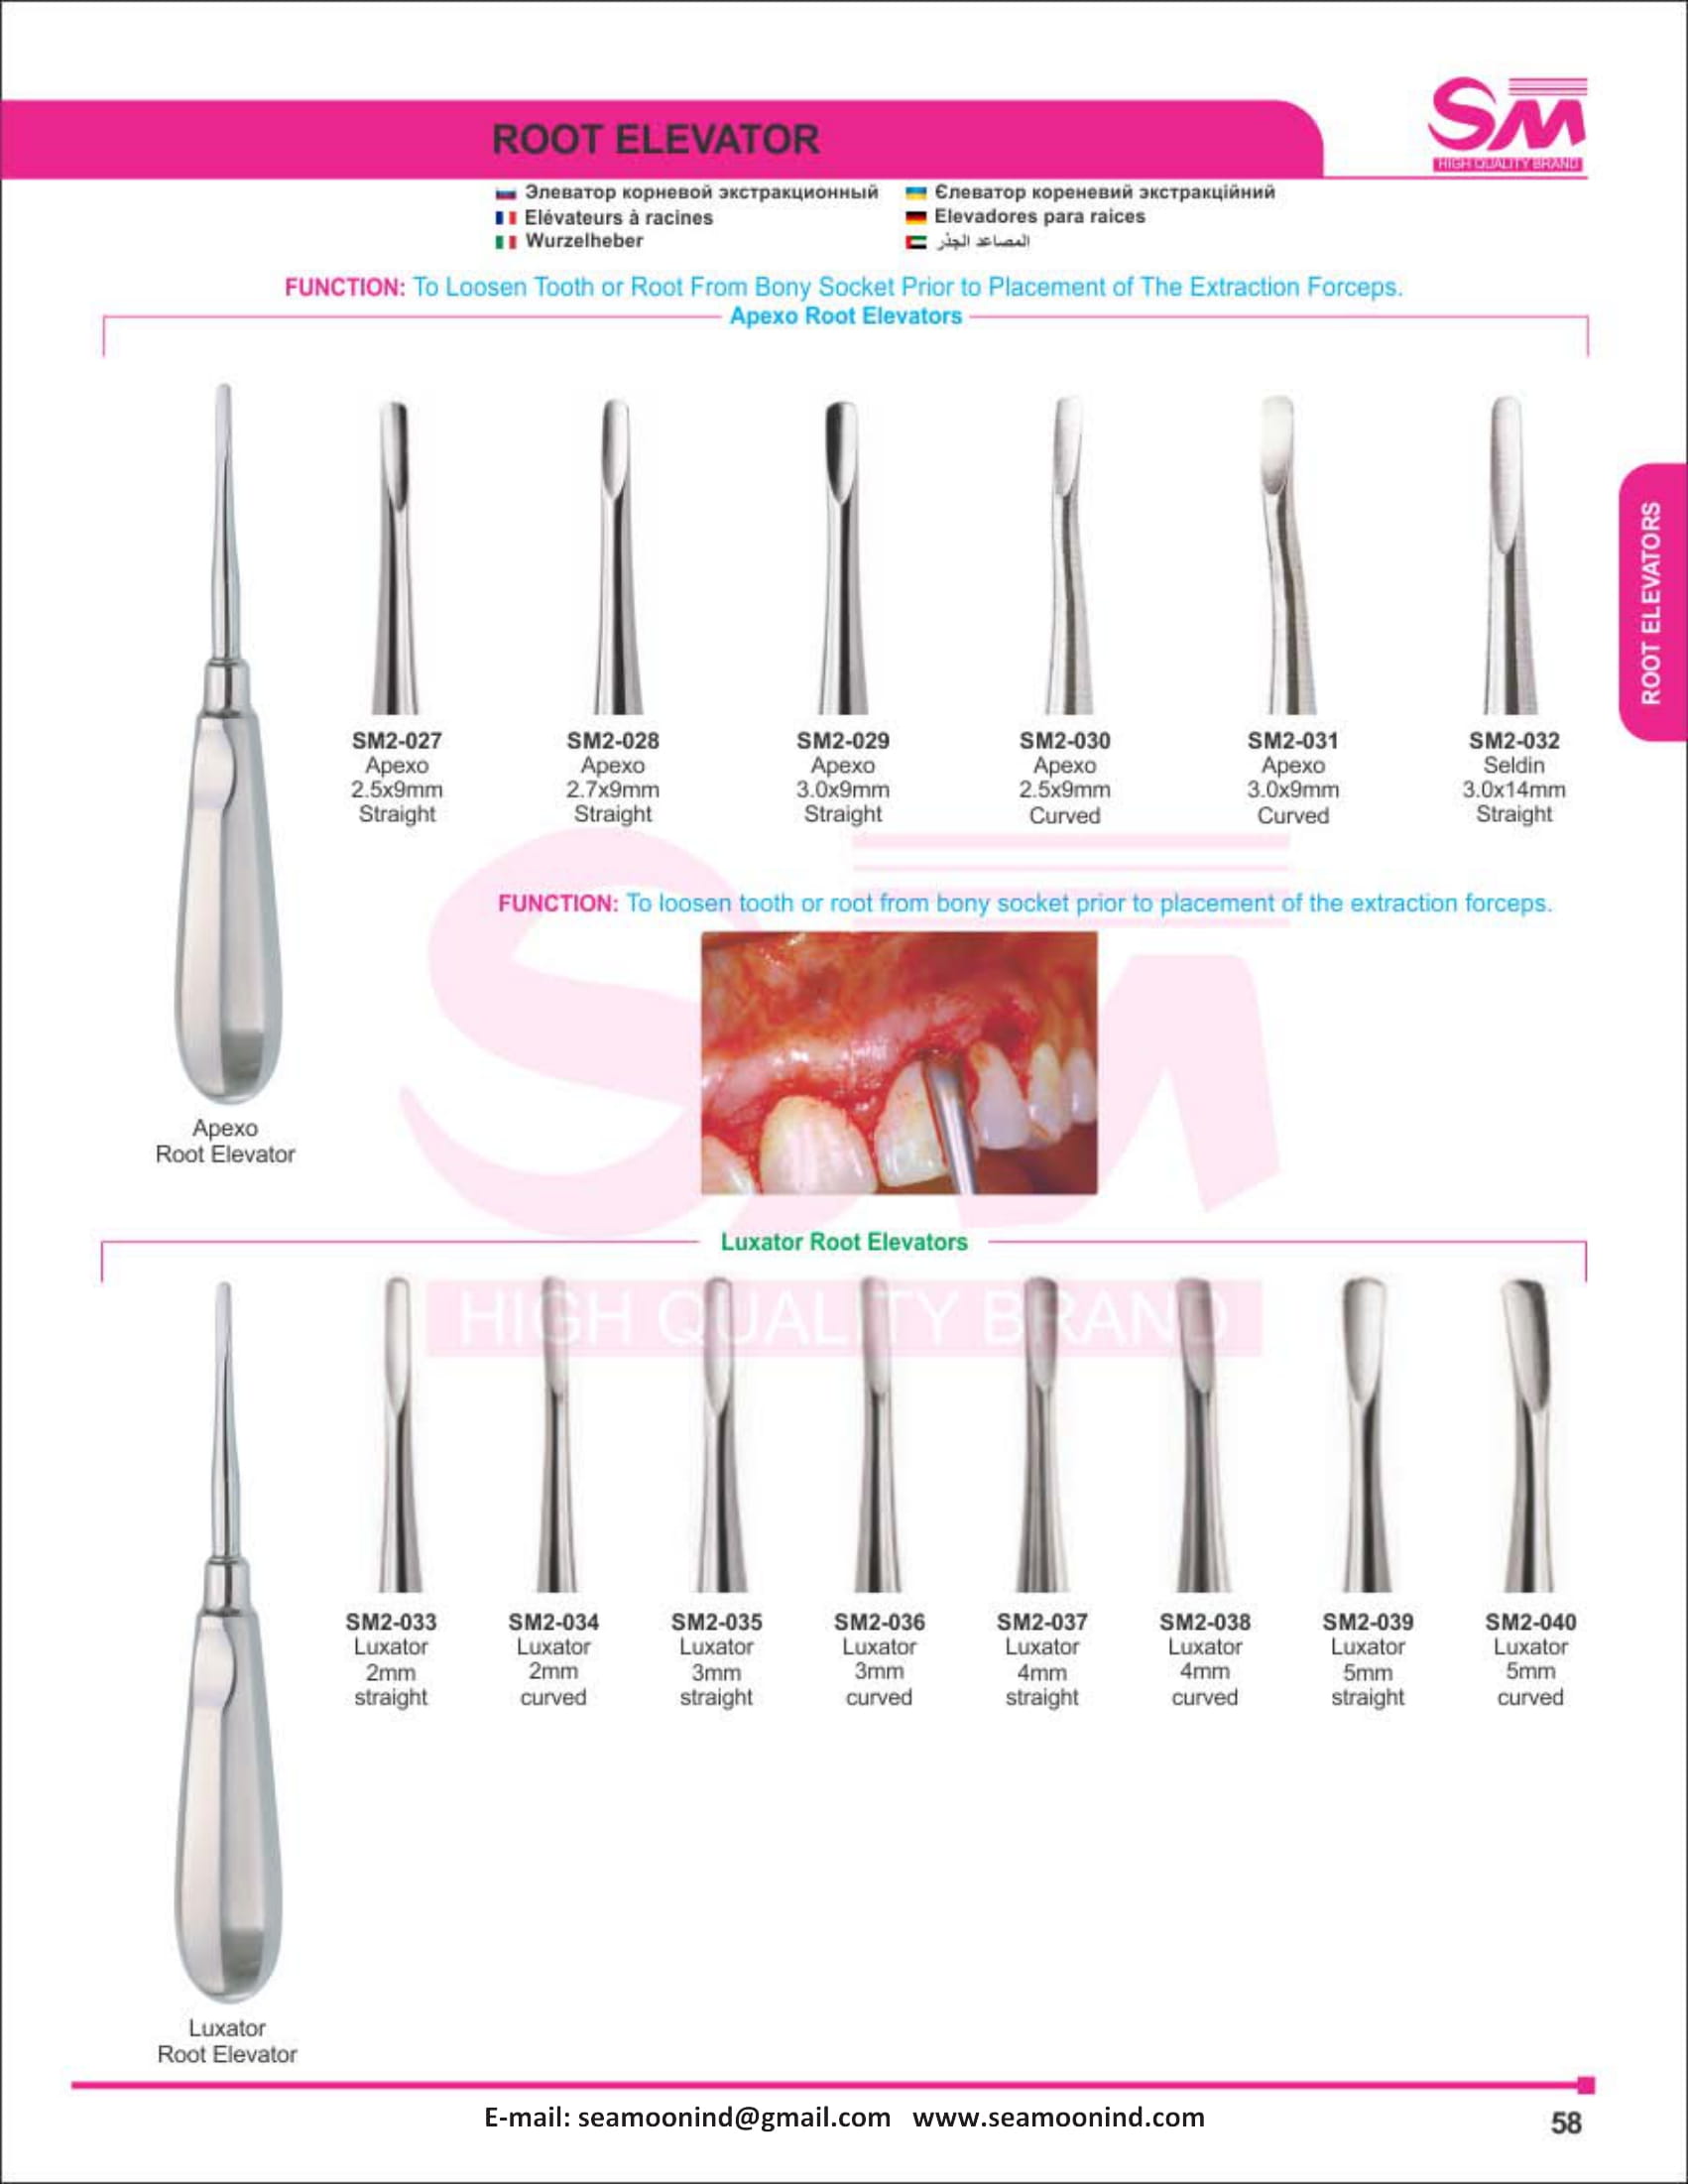 SM
HIGH QUALITY BRAND
ROOT ELEVATOR
Элеватор корневой экстракционный
Єлеватор кореневий экстракційний
Elévateurs à racines
Elevadores para raices
Wurzelheber
المصاعد الجذر
FUNCTION: To Loosen Tooth or Root From Bony Socket Prior to Placement of The Extraction Forceps.
Apexo Root Elevators
ROOT ELEVATORS
SM2-027
Apexo
2.5x9mm
Straight
SM2-028
Apexo
2.7x9mm
Straight
SM2-029
Apexo
3.0x9mm
Straight
SM2-030
Apexo
2.5x9mm
Curved
SM2-031
Apexo
3.0x9mm
Curved
SM2-032
Seldin
3.0x14mm
Straight
FUNCTION: To loosen tooth or root from bony socket prior to placement of the extraction forceps.
Apexo
Root Elevator
SM
HIGH QUALITY BRAND
Luxator Root Elevators
SM2-033
Luxator
2mm
straight
SM2-034
Luxator
2mm
curved
SM2-035
Luxator
3mm
straight
SM2-036
Luxator
3mm
curved
SM2-037
Luxator
4mm
straight
SM2-038
Luxator
4mm
curved
SM2-039
Luxator
5mm
straight
SM2-040
Luxator
5mm
curved
Luxator
Root Elevator
E-mail: seamoonind@gmail.com www.seamoonind.com
58